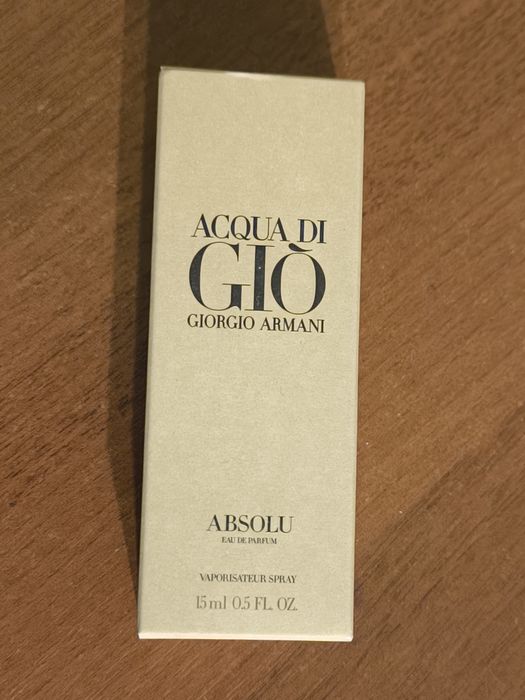 ACQUA DI
GIÒ
GIORGIO ARMANI
ABSOLU
EAU DE PARFUM
VAPORISATEUR SPRAY
15 ml 0.5 FL. OZ.